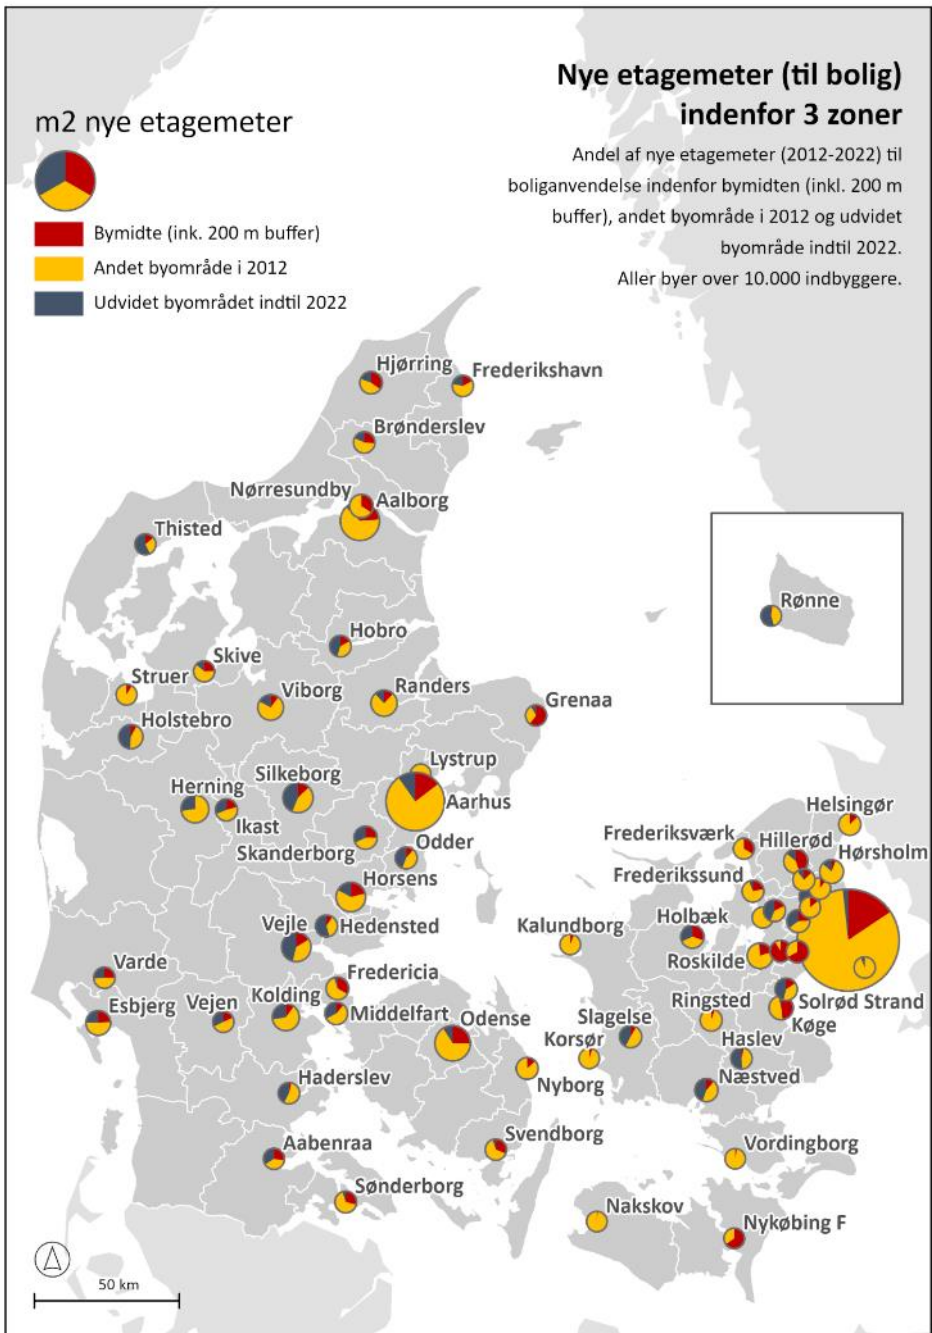 Nye etagemeter (til bolig)
indenfor 3 zoner
Andel af nye etagemeter (2012-2022) til
boliganvendelse indenfor bymidten (inkl. 200 m
buffer), andet byområde i 2012 og udvidet
byområde indtil 2022.
Aller byer over 10.000 indbyggere.
m2 nye etagemeter
Bymidte (ink. 200 m buffer)
Andet byområde i 2012
Udvidet byområdet indtil 2022
Hjørring
Frederikshavn
Brønderslev
Nørresundby
Aalborg
Thisted
Rønne
Hobro
Skive
Struer
Viborg
Randers
Grenaa
Holstebro
Lystrup
Silkeborg
Herning
Aarhus
Ikast
Helsingør
Skanderborg
Odder
Frederiksværk
Hillerød
Hørsholm
Horsens
Frederikssund
Vejle
Hedensted
Kalundborg
Holbæk
Roskilde
Varde
Fredericia
Esbjerg
Vejen
Kolding
Middelfart
Odense
Slagelse
Ringsted
Solrød Strand
Køge
Korsør
Haslev
Nyborg
Næstved
Haderslev
Svendborg
Vordingborg
Aabenraa
Sønderborg
Nakskov
Nykøbing F
50 km